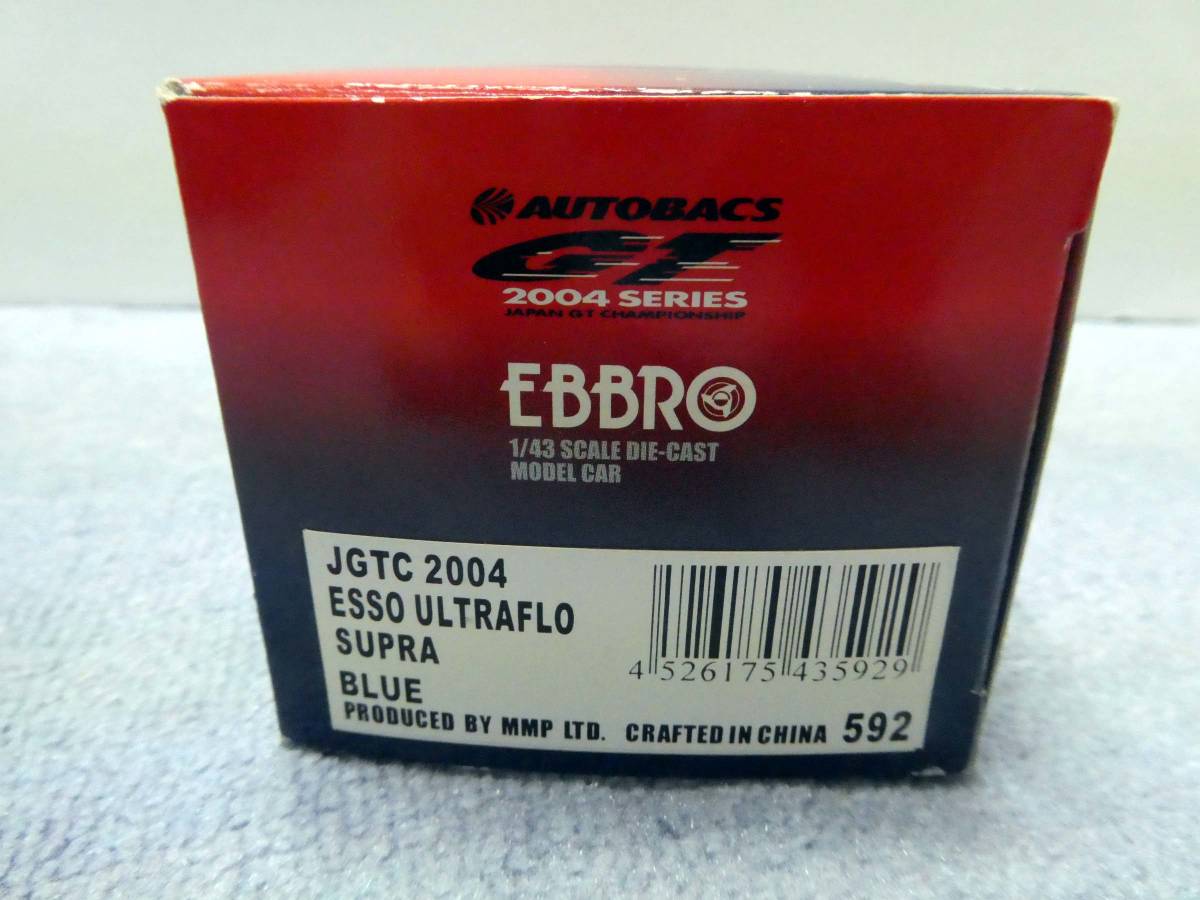 AUTOBACS
GT
2004 SERIES
JAPAN GT CHAMPIONSHIP
EBBRO
1/43 SCALE DIE-CAST
MODEL CAR
JGTC 2004
ESSO ULTRAFLO
SUPRA
BLUE
4 526175 435929
PRODUCED BY MMP LTD. CRAFTED IN CHINA 592